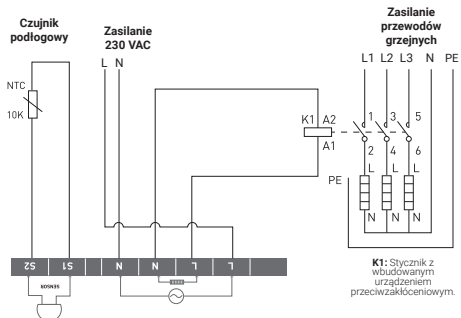 Czujnik
podłogowy
Zasilanie
230 VAC
L N
Zasilanie
przewodów
grzejnych
L1 L2 L3 N PE
NTC
10K
K1 A2
A1
1 3 5
2 4 6
L L L
PE
N N N
S2 S1 N N L L
SENSOR
K1: Stycznik z
wbudowanym
urządzeniem
przeciwzakłóceniowym.